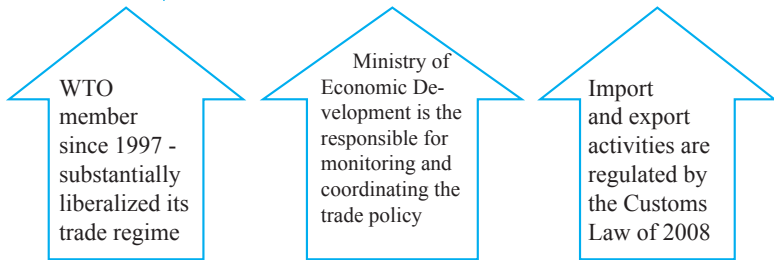 WTO
member
since 1997 -
substantially
liberalized its
trade regime
Ministry of
Economic De-
velopment is the
responsible for
monitoring and
coordinating the
trade policy
Import
and export
activities are
regulated by
the Customs
Law of 2008